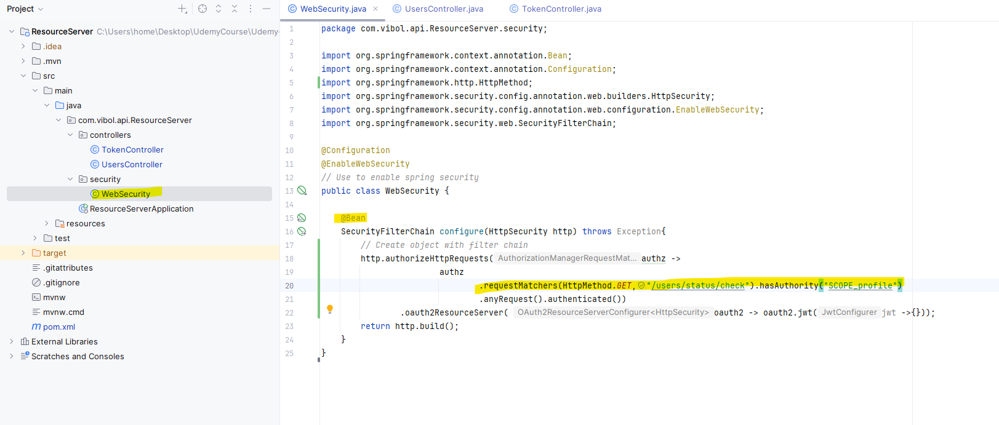 Project
ResourceServer C:\Users\home\Desktop\UdemyCourse\Udemy
.idea
.mvn
src
main
java
com.vibol.api.ResourceServer
controllers
TokenController
UsersController
security
WebSecurity
ResourceServerApplication
resources
test
target
.gitattributes
.gitignore
mvnw
mvnw.cmd
pom.xml
External Libraries
Scratches and Consoles
WebSecurity.java
UsersController.java
TokenController.java
1 package com.vibol.api.ResourceServer.security;
2
3 import org.springframework.context.annotation.Bean;
4 import org.springframework.context.annotation.Configuration;
5 import org.springframework.http.HttpMethod;
6 import org.springframework.security.config.annotation.web.builders.HttpSecurity;
7 import org.springframework.security.config.annotation.web.configuration.EnableWebSecurity;
8 import org.springframework.security.web.SecurityFilterChain;
9
10 @Configuration
11 @EnableWebSecurity
12 // Use to enable spring security
13 public class WebSecurity {
14
15 @Bean
16 SecurityFilterChain configure(HttpSecurity http) throws Exception{
17 // Create object with filter chain
18 http.authorizeHttpRequests( AuthorizationManagerRequestMat... authz ->
19 authz
20 .requestMatchers(HttpMethod.GET, "/users/status/check").hasAuthority("SCOPE_profile")
21 .anyRequest().authenticated())
22 .oauth2ResourceServer( OAuth2ResourceServerConfigurer<HttpSecurity> oauth2 -> oauth2.jwt( JwtConfigurer jwt ->{}));
23 return http.build();
24 }
25 }